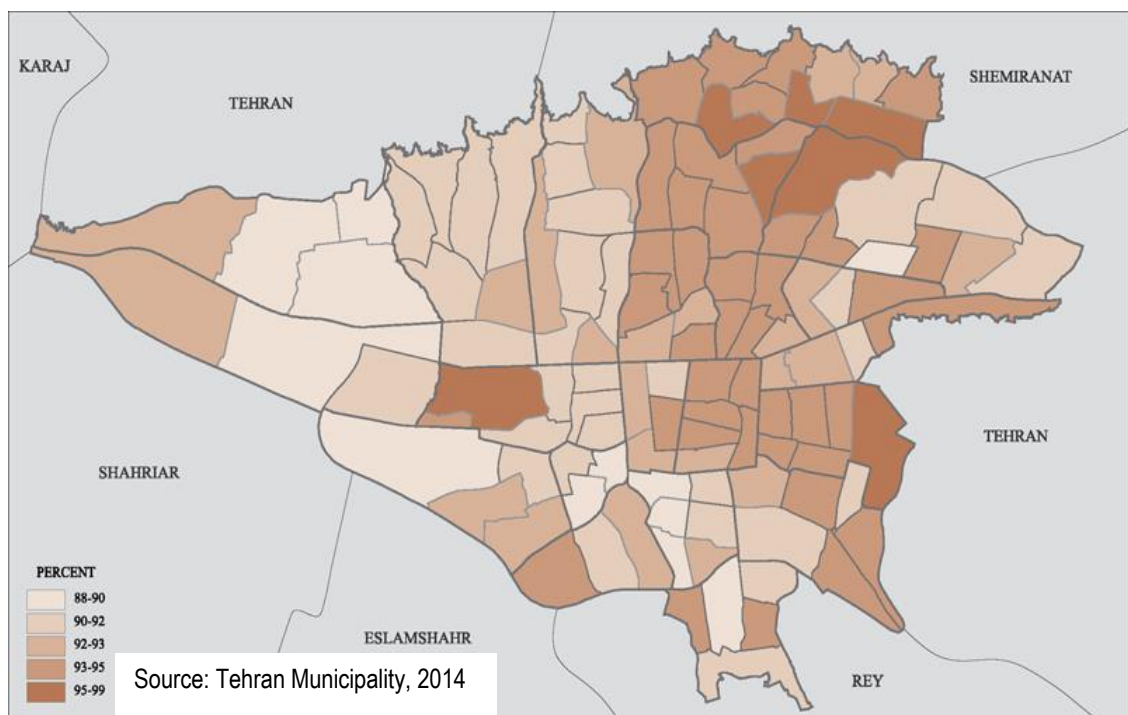 KARAJ
TEHRAN
SHEMIRANAT
TEHRAN
SHAHRIAR
PERCENT
88-90
90-92
92-93
93-95
95-99
ESLAMSHAHR
REY
Source: Tehran Municipality, 2014